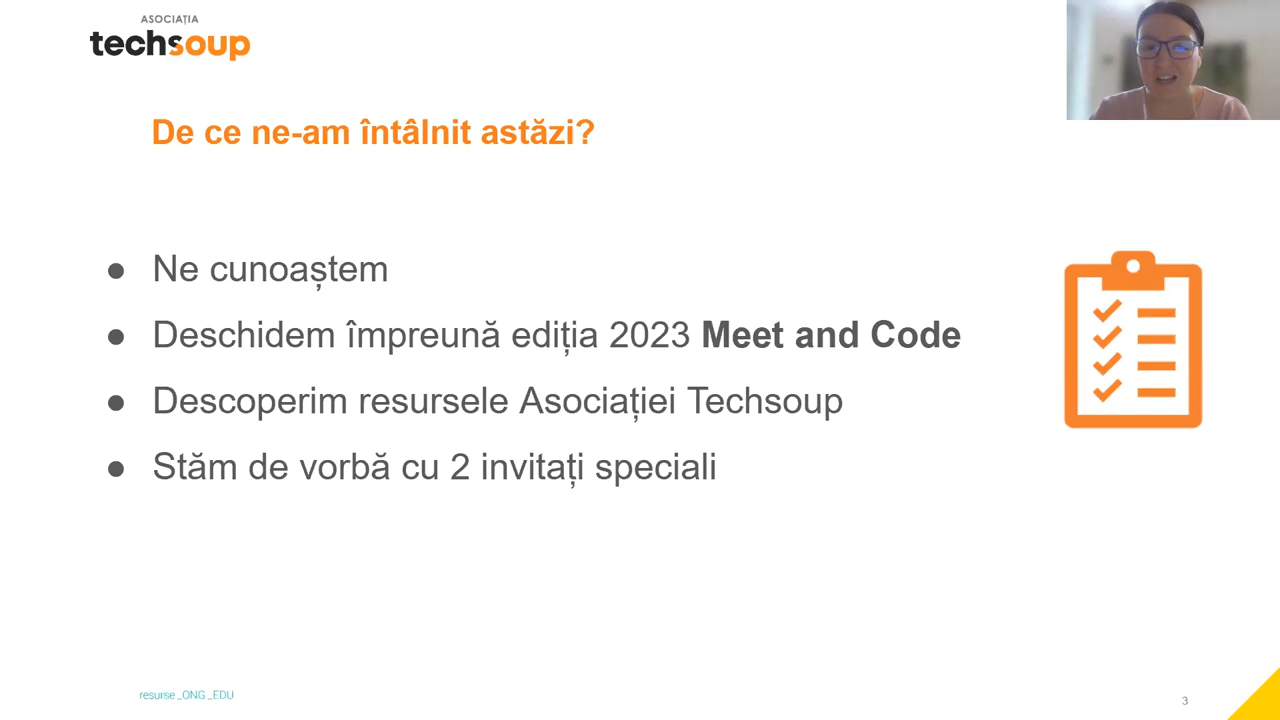 ASOCIAȚIA
techsoup
De ce ne-am întâlnit astăzi?
● Ne cunoaștem
● Deschidem împreună ediția 2023 Meet and Code
● Descoperim resursele Asociației Techsoup
● Stăm de vorbă cu 2 invitați speciali
resurse_ONG_EDU
3